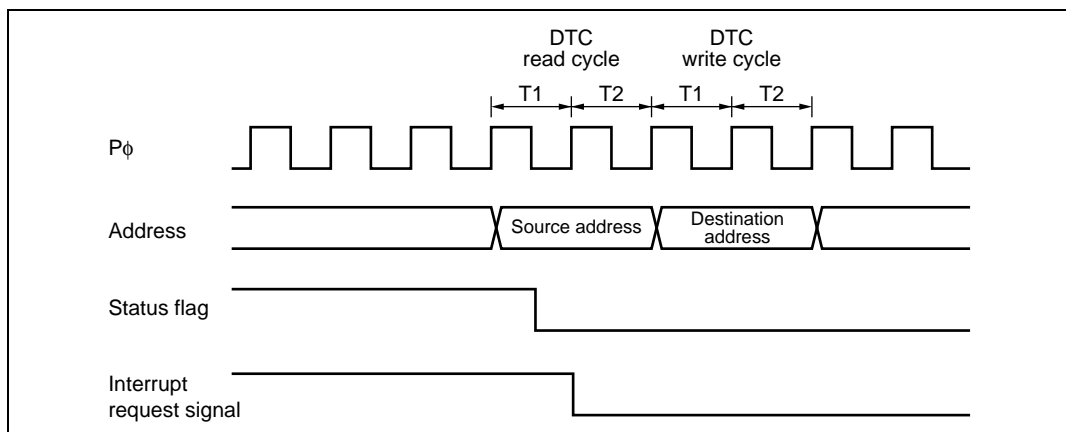 DTC
read cycle
DTC
write cycle
T1
T2
T1
T2
Pϕ
Address
Source address
Destination
address
Status flag
Interrupt
request signal